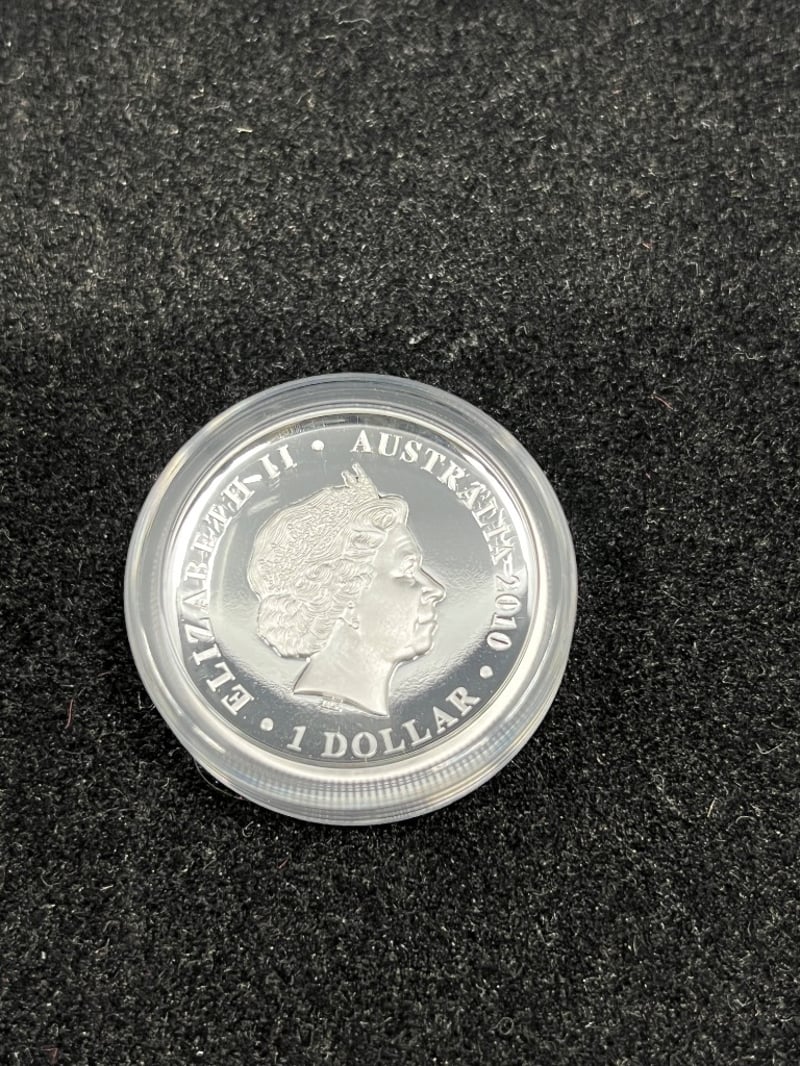 ELIZABETH II • AUSTRALIA 2010 •
1 DOLLAR •